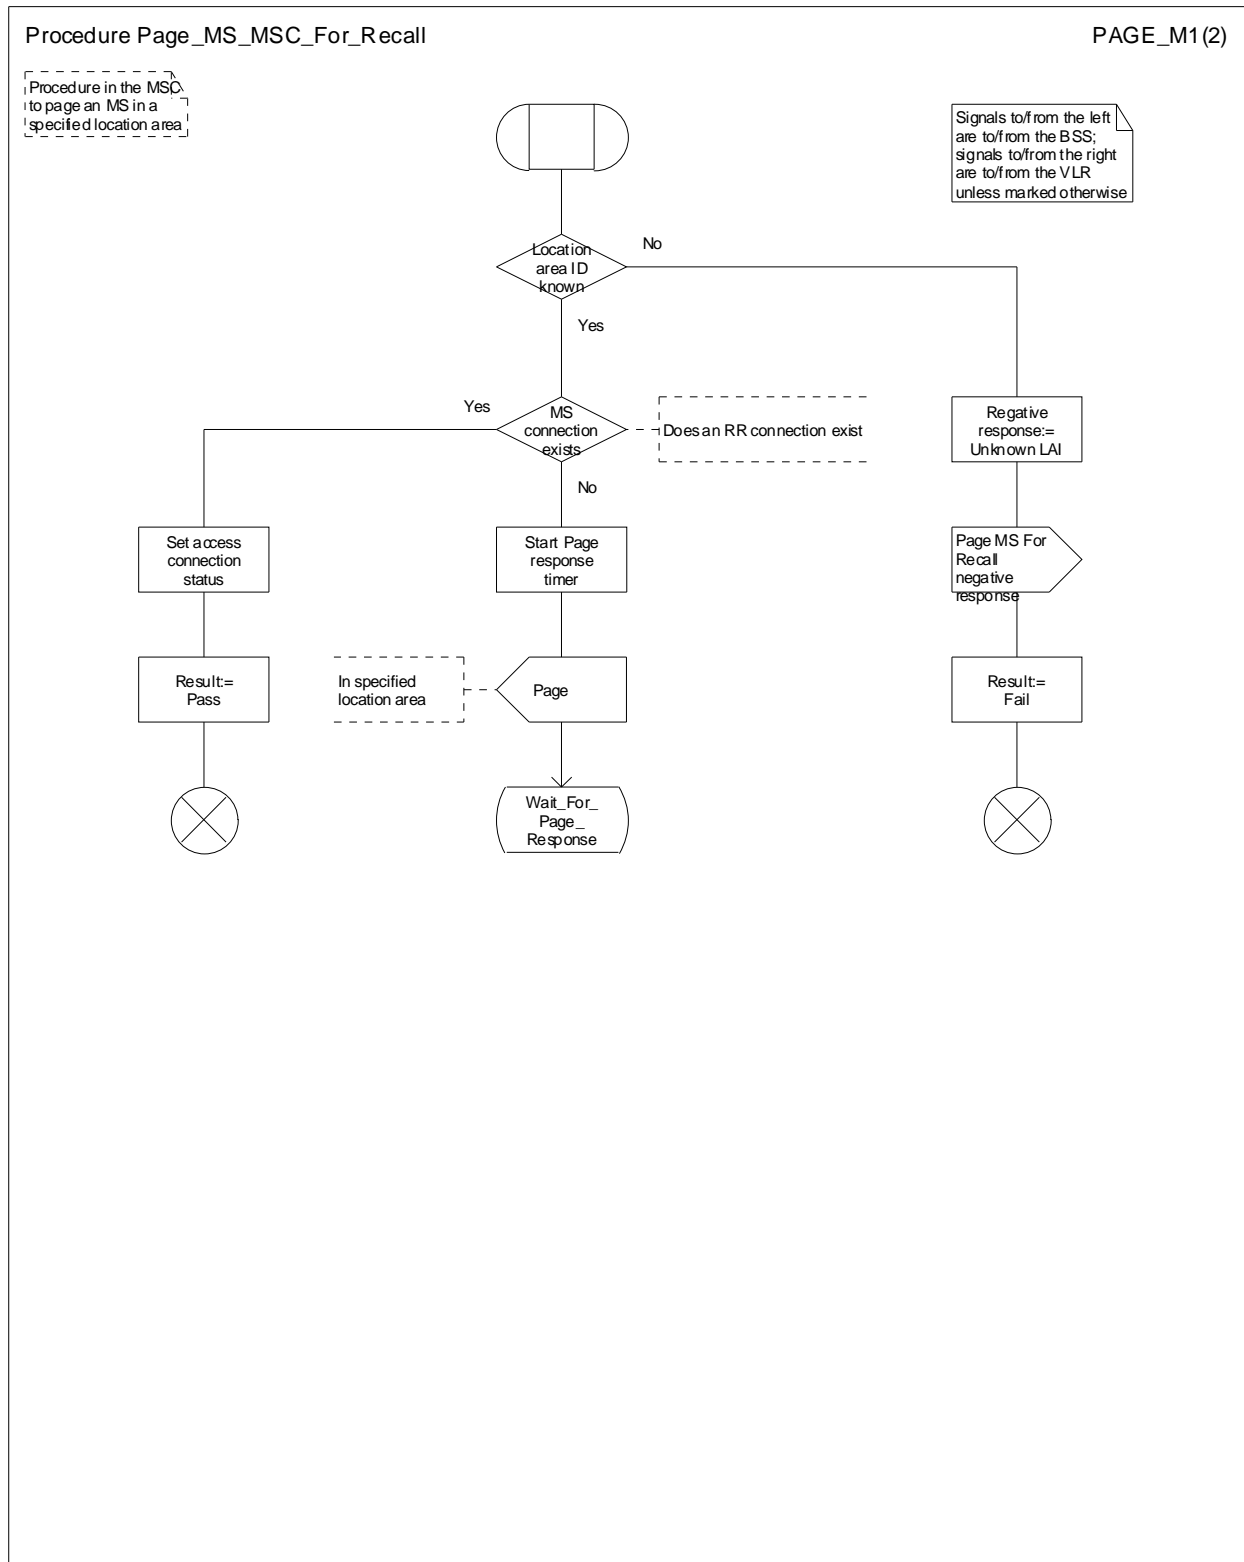 Procedure Page_MS_MSC_For_Recall
PAGE_M1(2)
Procedure in the MSC
to page an MS in a
specified location area
Signals to/from the left
are to/from the BSS;
signals to/from the right
are to/from the VLR
unless marked otherwise
Location
area ID
known
No
Yes
Yes
MS
connection
exists
Does an RR connection exist
Regative
response:=
Unknown LAI
No
Set access
connection
status
Start Page
response
timer
Page MS For
Recall
negative
response
Result:=
Pass
In specified
location area
Page
Result:=
Fail
Wait_For_
Page_
Response